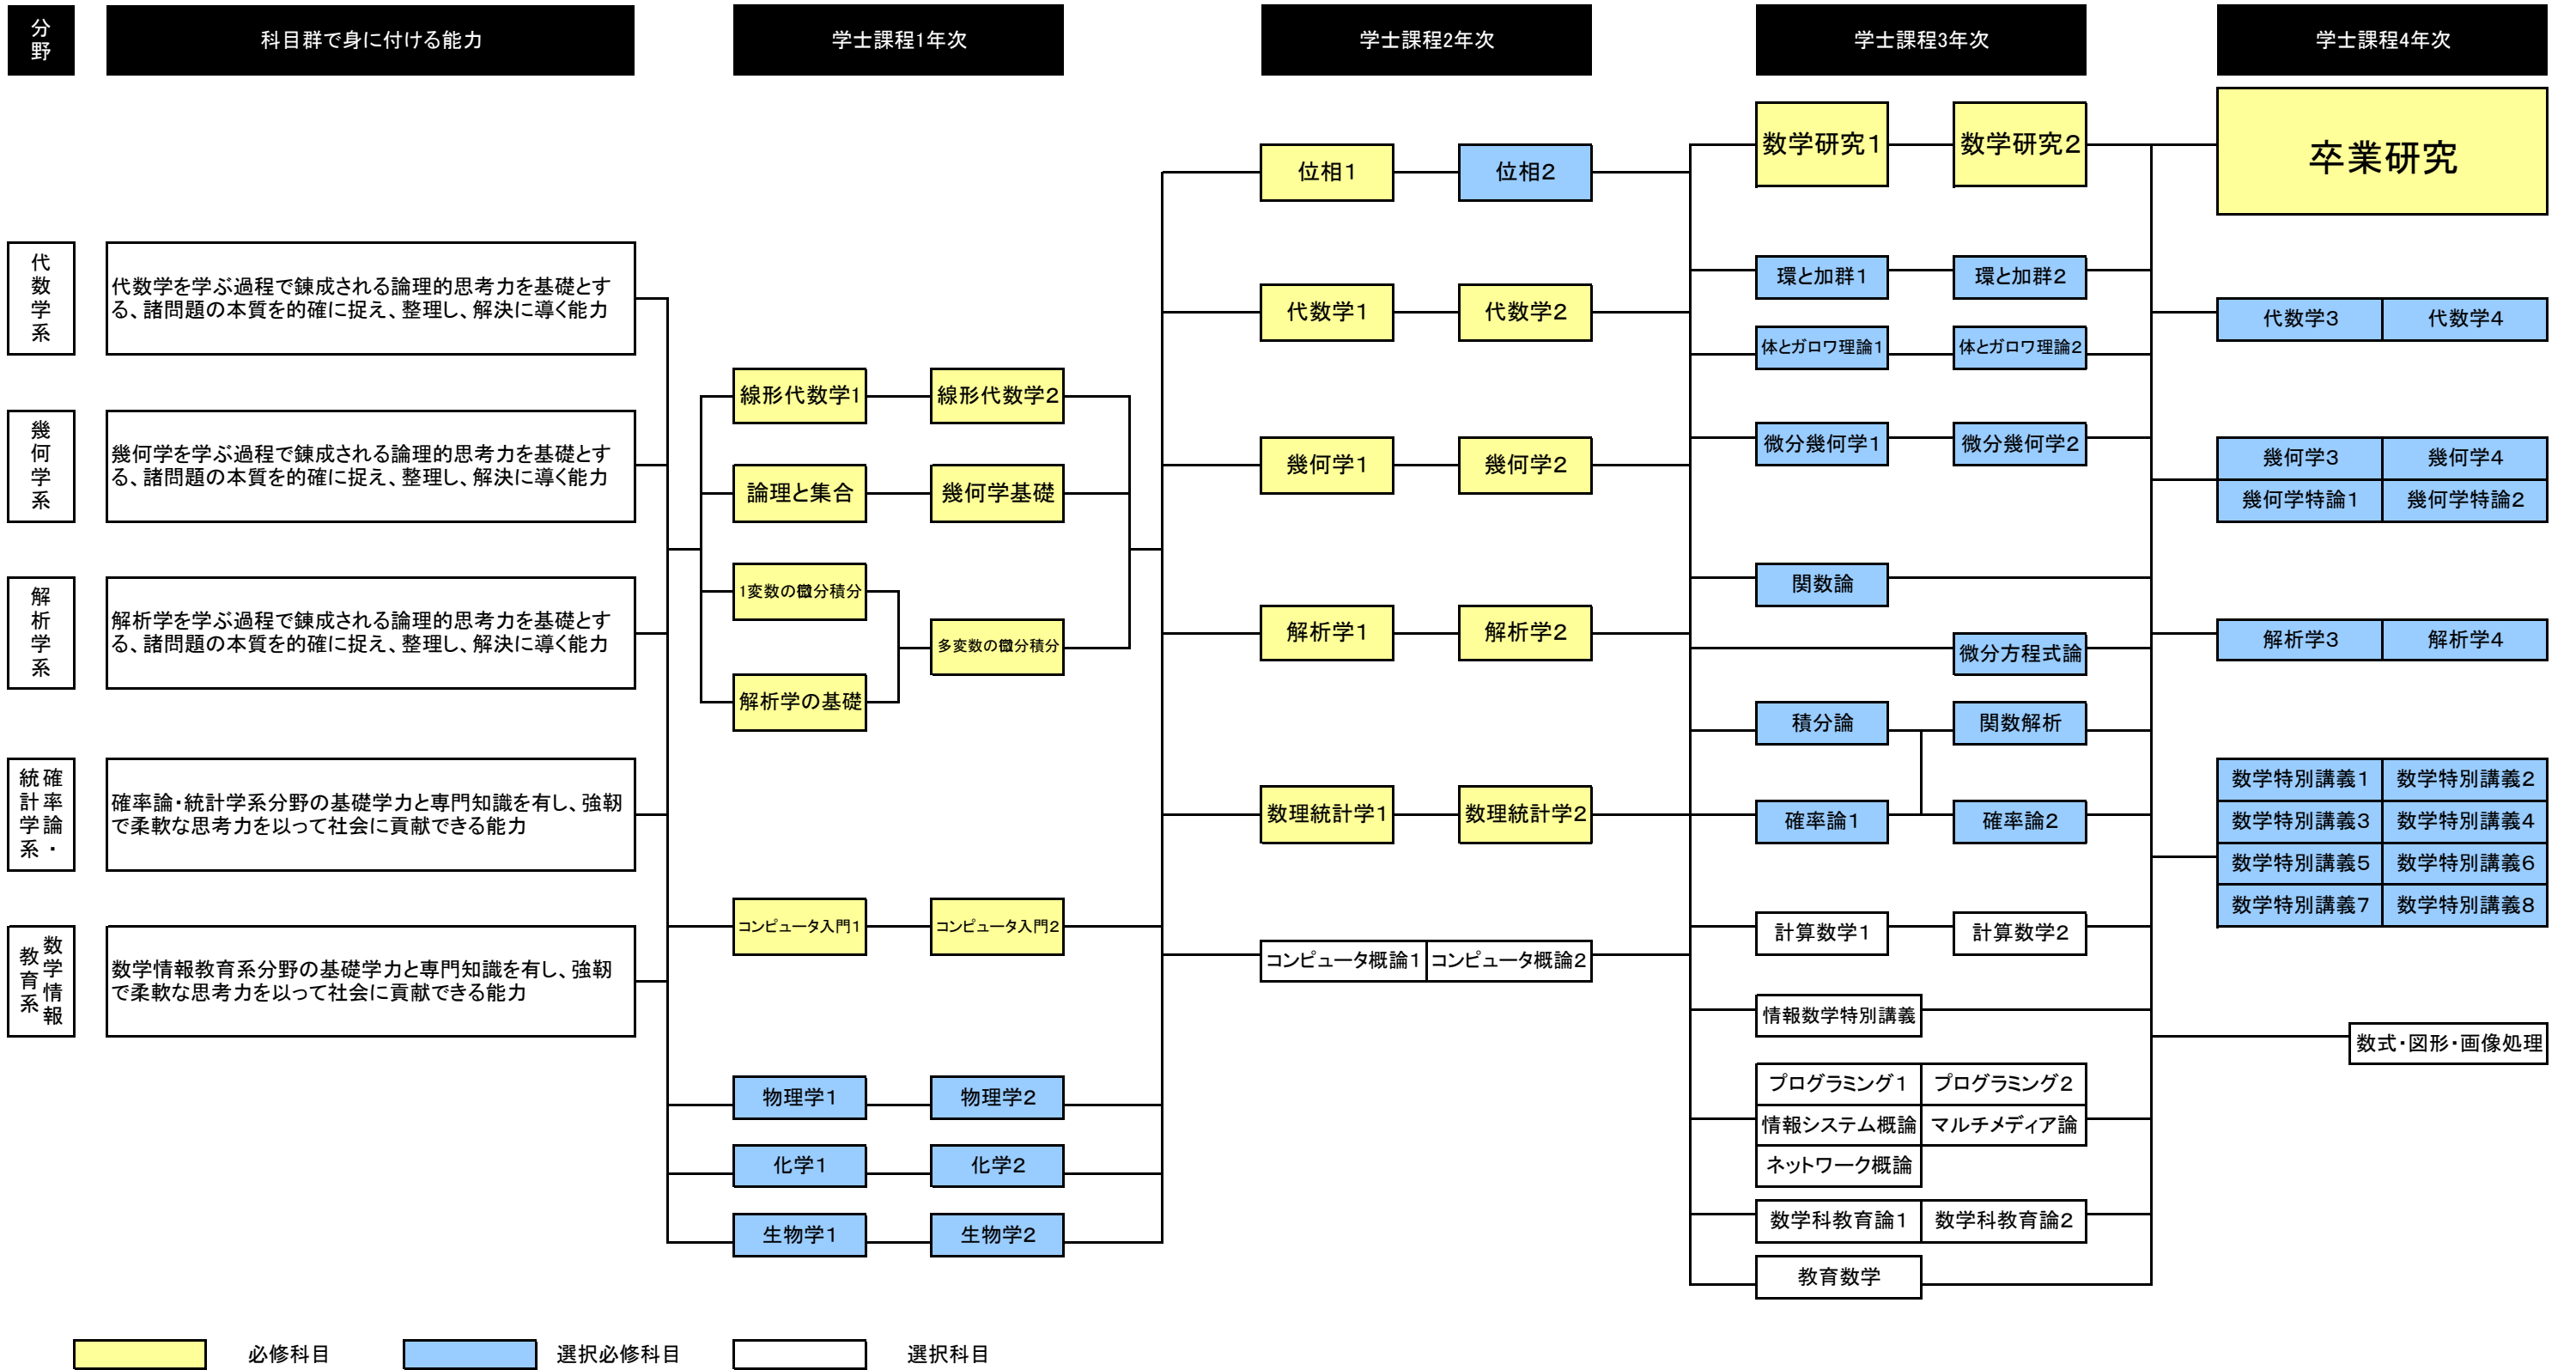 分野
科目群で身に付ける能力
学士課程1年次
学士課程2年次
学士課程3年次
学士課程4年次
代数学系
代数学を学ぶ過程で錬成される論理的思考力を基礎とす
る、諸問題の本質を的確に捉え、整理し、解決に導く能力
幾何学系
幾何学を学ぶ過程で錬成される論理的思考力を基礎とす
る、諸問題の本質を的確に捉え、整理し、解決に導く能力
解析学系
解析学を学ぶ過程で錬成される論理的思考力を基礎とす
る、諸問題の本質を的確に捉え、整理し、解決に導く能力
確率論・
統計学系
確率論・統計学系分野の基礎学力と専門知識を有し、強靭
で柔軟な思考力を以って社会に貢献できる能力
数学情報
教育系
数学情報教育系分野の基礎学力と専門知識を有し、強靭
で柔軟な思考力を以って社会に貢献できる能力
線形代数学1
線形代数学2
論理と集合
幾何学基礎
1変数の微分積分
多変数の微分積分
解析学の基礎
コンピュータ入門1
コンピュータ入門2
物理学1
物理学2
化学1
化学2
生物学1
生物学2
位相1
位相2
代数学1
代数学2
幾何学1
幾何学2
解析学1
解析学2
数理統計学1
数理統計学2
コンピュータ概論1
コンピュータ概論2
数学研究1
数学研究2
環と加群1
環と加群2
体とガロワ理論1
体とガロワ理論2
微分幾何学1
微分幾何学2
関数論
微分方程式論
積分論
関数解析
確率論1
確率論2
計算数学1
計算数学2
情報数学特別講義
プログラミング1
プログラミング2
情報システム概論
マルチメディア論
ネットワーク概論
数学科教育論1
数学科教育論2
教育数学
卒業研究
代数学3
代数学4
幾何学3
幾何学4
幾何学特論1
幾何学特論2
解析学3
解析学4
数学特別講義1
数学特別講義2
数学特別講義3
数学特別講義4
数学特別講義5
数学特別講義6
数学特別講義7
数学特別講義8
数式・図形・画像処理
必修科目
選択必修科目
選択科目